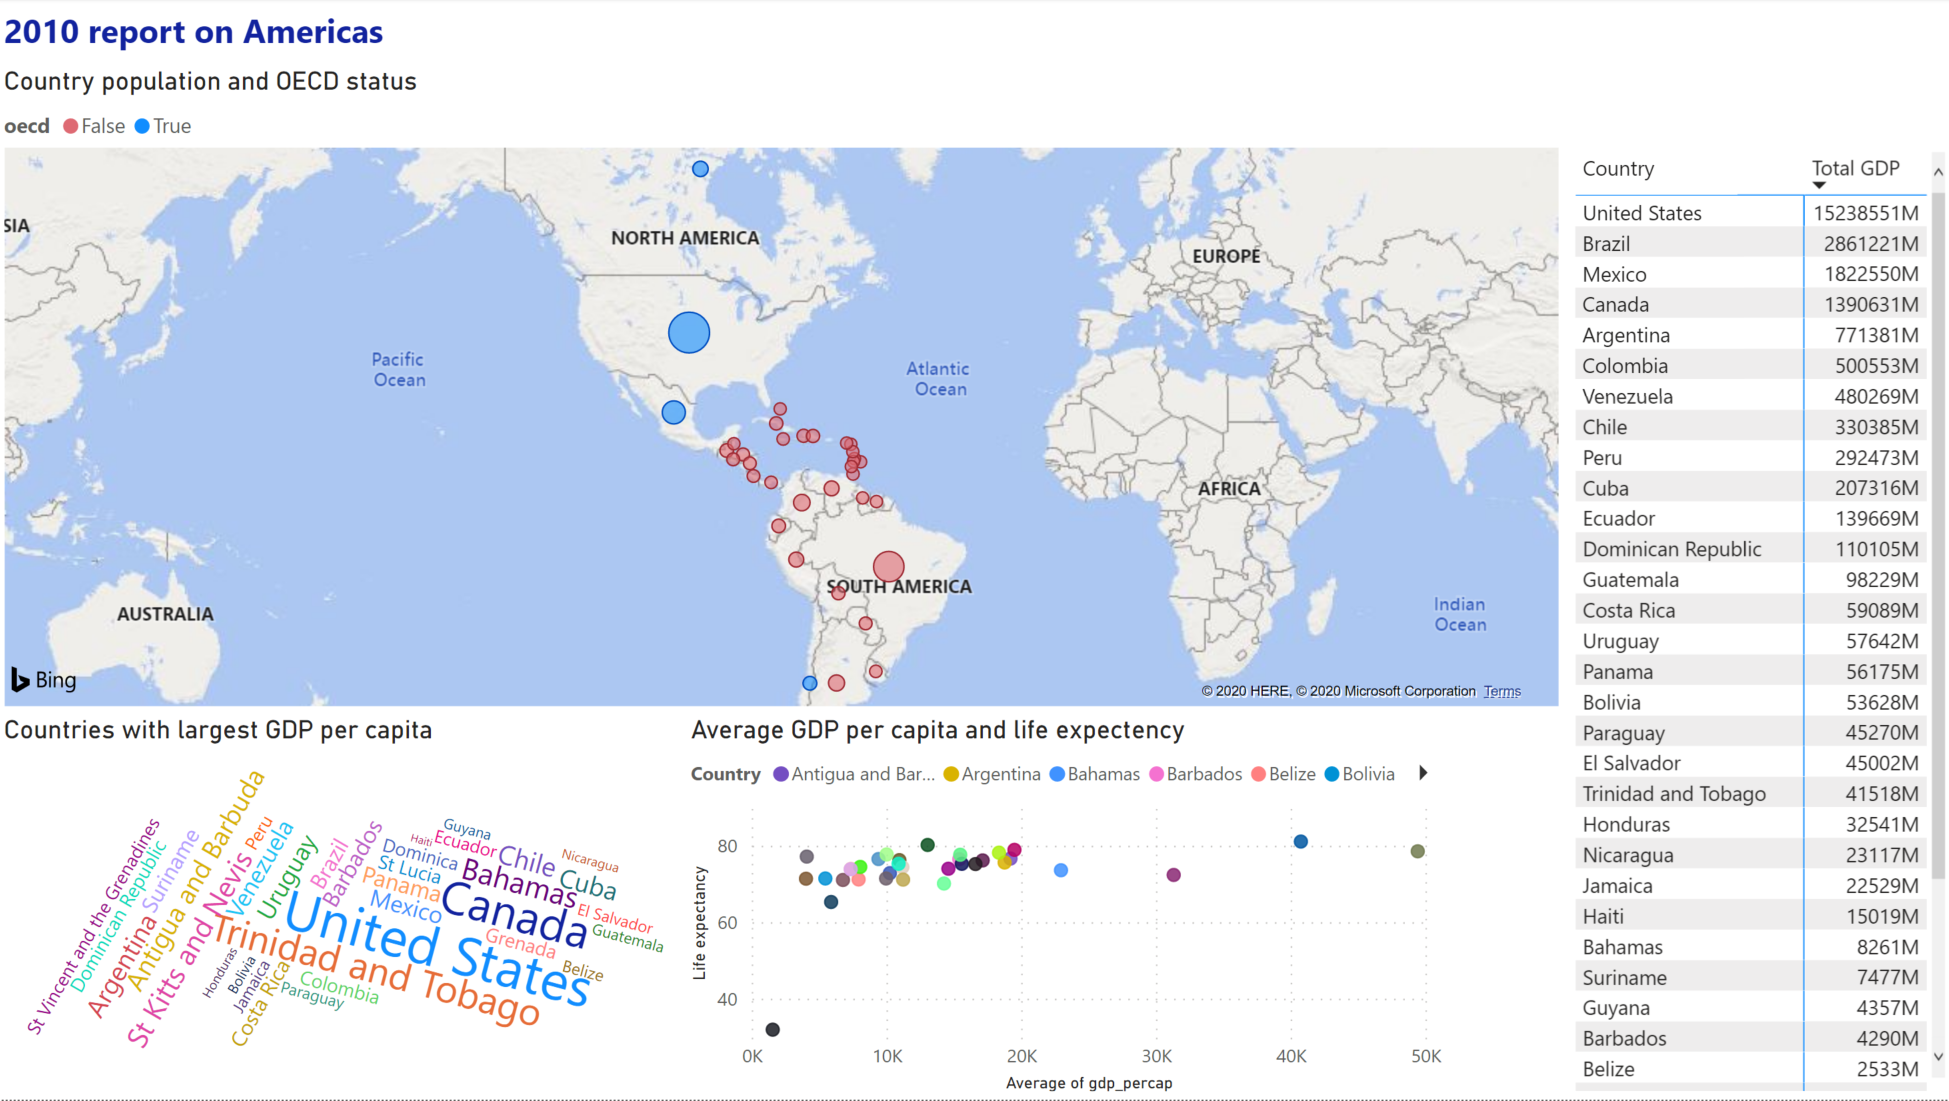 2010 report on Americas
Country population and OECD status
oecd False True
SIA
NORTH AMERICA
EUROPE
Pacific
Ocean
Atlantic
Ocean
AFRICA
SOUTH AMERICA
AUSTRALIA
Indian
Ocean
Bing
© 2020 HERE, © 2020 Microsoft Corporation Terms
Country Total GDP
United States 15238551M
Brazil 2861221M
Mexico 1822550M
Canada 1390631M
Argentina 771381M
Colombia 500553M
Venezuela 480269M
Chile 330385M
Peru 292473M
Cuba 207316M
Ecuador 139669M
Dominican Republic 110105M
Guatemala 98229M
Costa Rica 59089M
Uruguay 57642M
Panama 56175M
Bolivia 53628M
Paraguay 45270M
El Salvador 45002M
Trinidad and Tobago 41518M
Honduras 32541M
Nicaragua 23117M
Jamaica 22529M
Haiti 15019M
Bahamas 8261M
Suriname 7477M
Guyana 4357M
Barbados 4290M
Belize 2533M
Countries with largest GDP per capita
St Vincent and the Grenadines
Dominican Republic
Suriname
Argentina
Antigua and Barbuda
St Kitts and Nevis
Peru
Venezuela
Uruguay
Brazil
Barbados
Guyana
Haiti
Ecuador
Dominica
Chile
Nicaragua
St Lucia
Bahamas
Cuba
Panama
Mexico
Canada
El Salvador
Guatemala
United States
Grenada
Belize
Trinidad and Tobago
Honduras
Bolivia
Jamaica
Costa Rica
Colombia
Paraguay
Average GDP per capita and life expectency
Country Antigua and Bar... Argentina Bahamas Barbados Belize Bolivia
Life expectancy
80
60
40
0K 10K 20K 30K 40K 50K
Average of gdp_percap